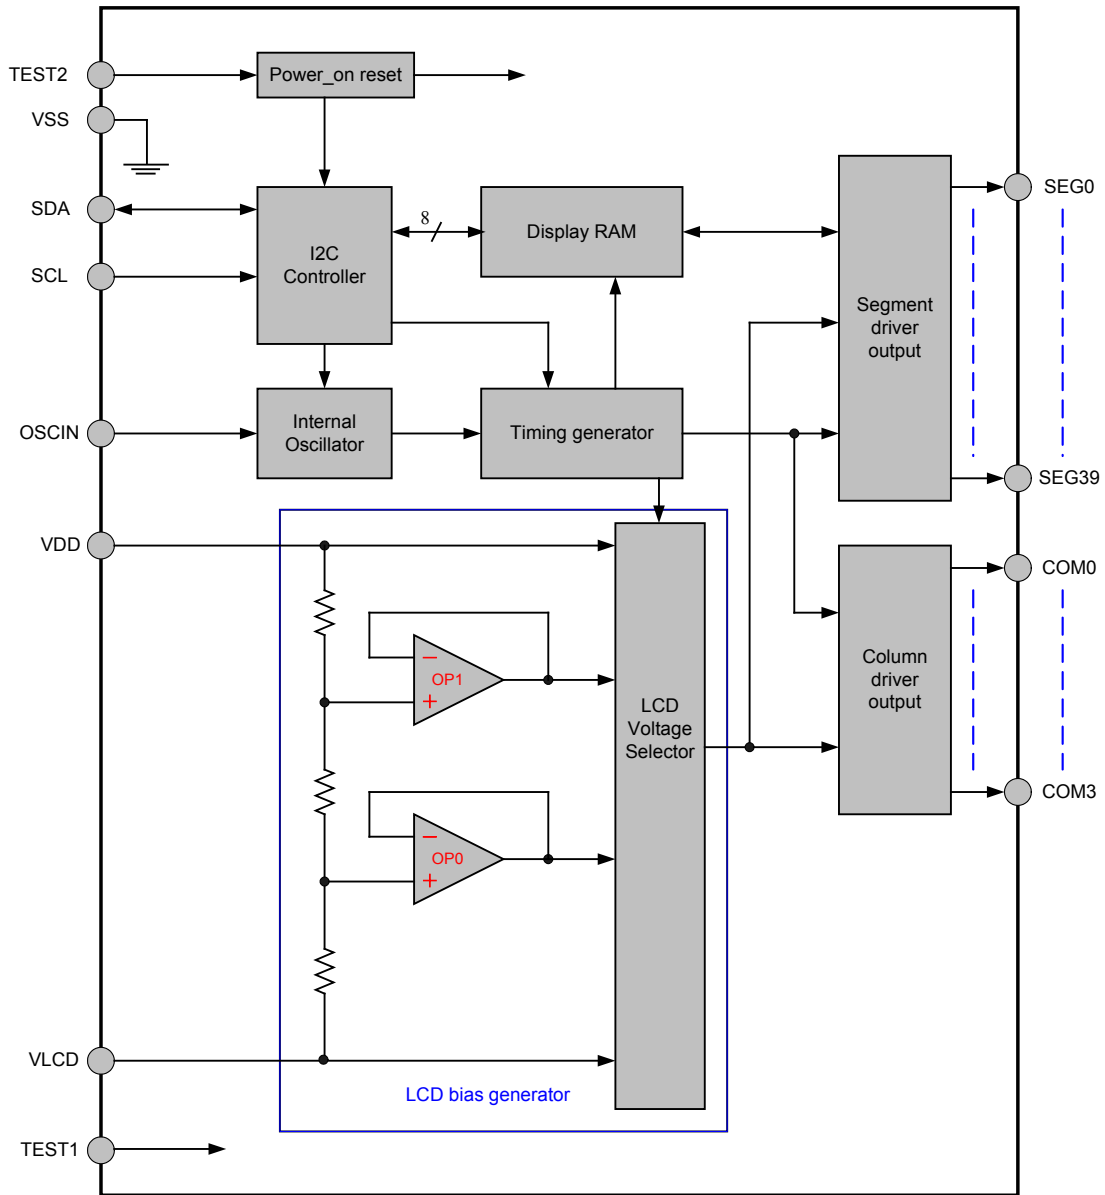 TEST2
Power_on reset
VSS
SEG0
SDA
8
Display RAM
I2C
Controller
SCL
Segment
driver
output
OSCIN
Internal
Oscillator
Timing generator
SEG39
VDD
COM0
OP1
Column
driver
output
LCD
Voltage
Selector
COM3
OP0
VLCD
LCD bias generator
TEST1